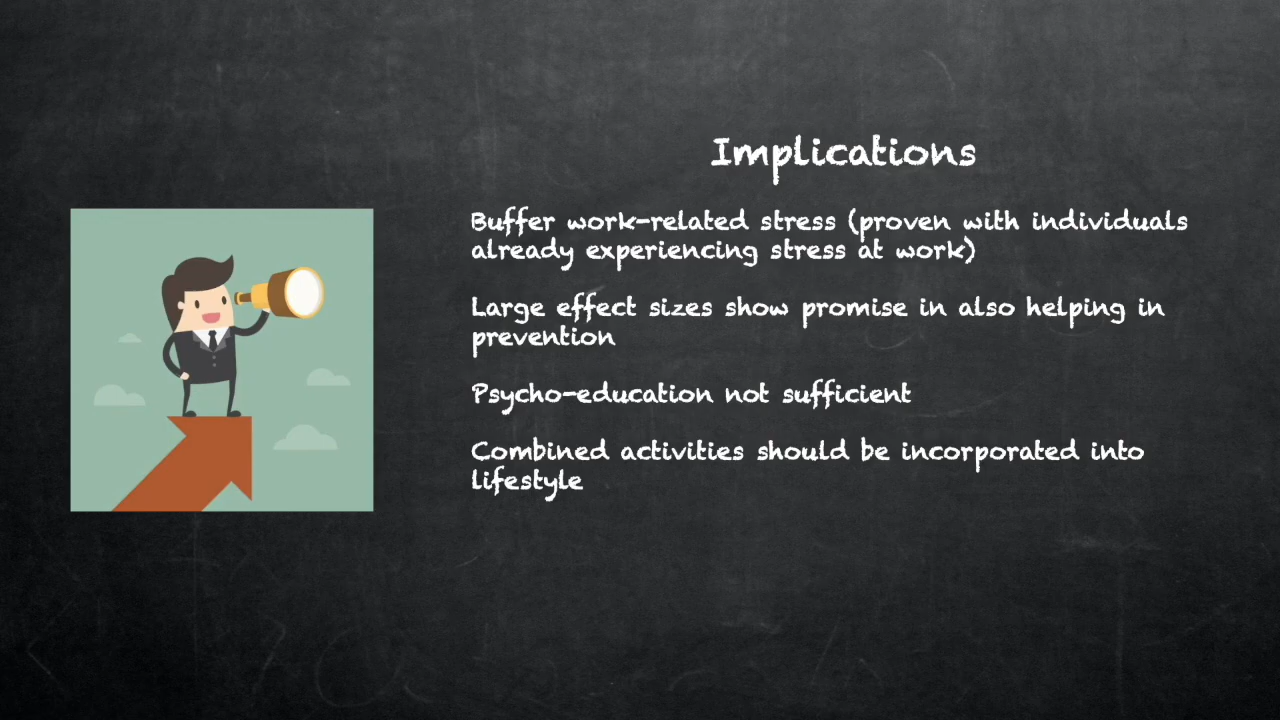 Implications
Buffer work-related stress (proven with individuals
already experiencing stress at work)
Large effect sizes show promise in also helping in
prevention
Psycho-education not sufficient
Combined activities should be incorporated into
lifestyle